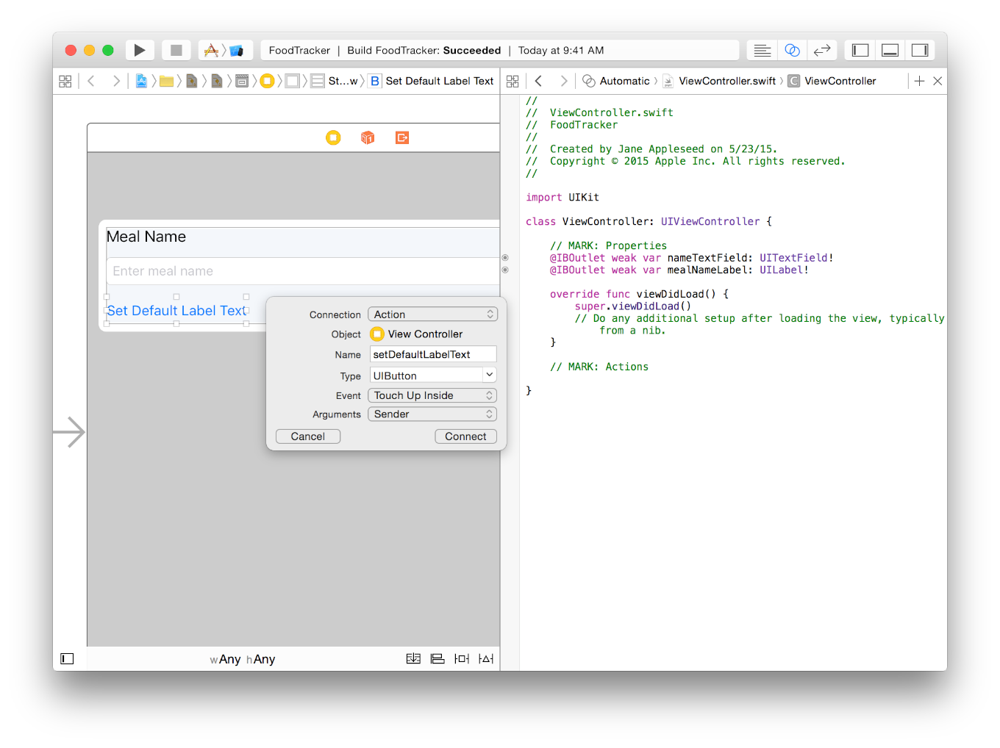 FoodTracker | Build FoodTracker: Succeeded | Today at 9:41 AM
St...w B Set Default Label Text
Automatic ViewController.swift C ViewController
Meal Name
Enter meal name
Set Default Label Text
Connection Action
Object View Controller
Name setDefaultLabelText
Type UIButton
Event Touch Up Inside
Arguments Sender
Cancel Connect
wAny hAny
//
// ViewController.swift
// FoodTracker
//
// Created by Jane Appleseed on 5/23/15.
// Copyright © 2015 Apple Inc. All rights reserved.
//
import UIKit
class ViewController: UIViewController {
// MARK: Properties
@IBOutlet weak var nameTextField: UITextField!
@IBOutlet weak var mealNameLabel: UILabel!
override func viewDidLoad() {
super.viewDidLoad()
// Do any additional setup after loading the view, typically
from a nib.
}
// MARK: Actions
}